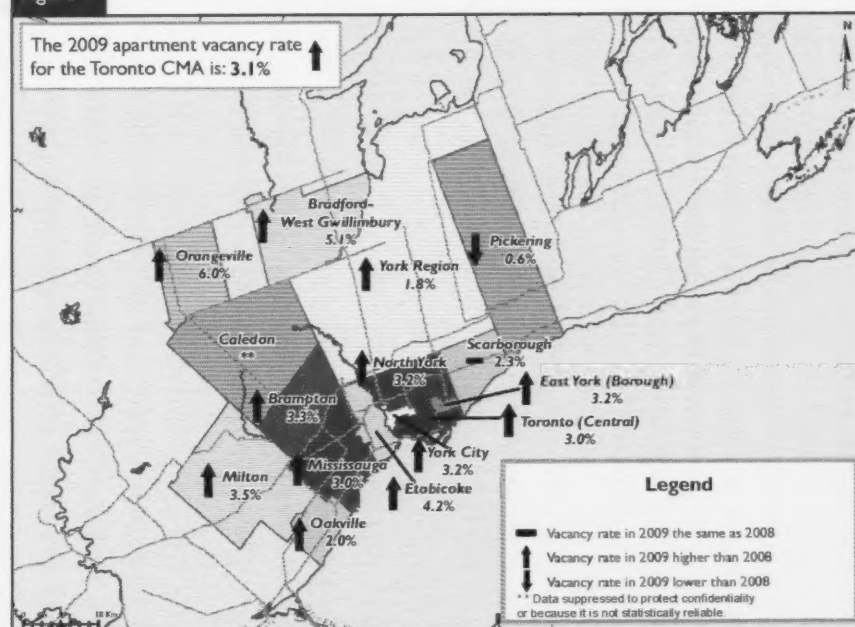 The 2009 apartment vacancy rate
for the Toronto CMA is: 3.1%
N
Bradford-
West Gwillimbury
5.1%
Orangeville
6.0%
York Region
1.8%
Pickering
0.6%
Caledon
**
North York
3.2%
Scarborough
2.3%
East York (Borough)
3.2%
Brampton
3.3%
Toronto (Central)
3.0%
York City
3.2%
Milton
3.5%
Mississauga
3.0%
Etobicoke
4.2%
Oakville
2.0%
Legend
Vacancy rate in 2009 the same as 2008
Vacancy rate in 2009 higher than 2008
Vacancy rate in 2009 lower than 2008
** Data suppressed to protect confidentiality
or because it is not statistically reliable.
18 Km